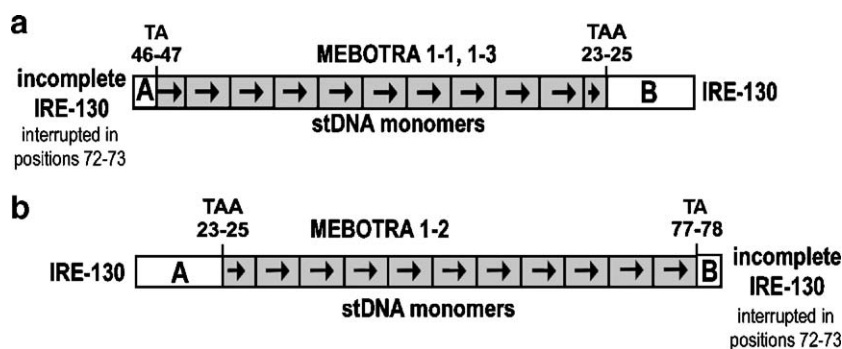 a
TA
46-47
MEBOTRA 1-1, 1-3
TAA
23-25
incomplete
IRE-130
interrupted in
positions 72-73
A
B
IRE-130
stDNA monomers
b
TAA
23-25
MEBOTRA 1-2
TA
77-78
IRE-130
A
B
incomplete
IRE-130
interrupted in
positions 72-73
stDNA monomers